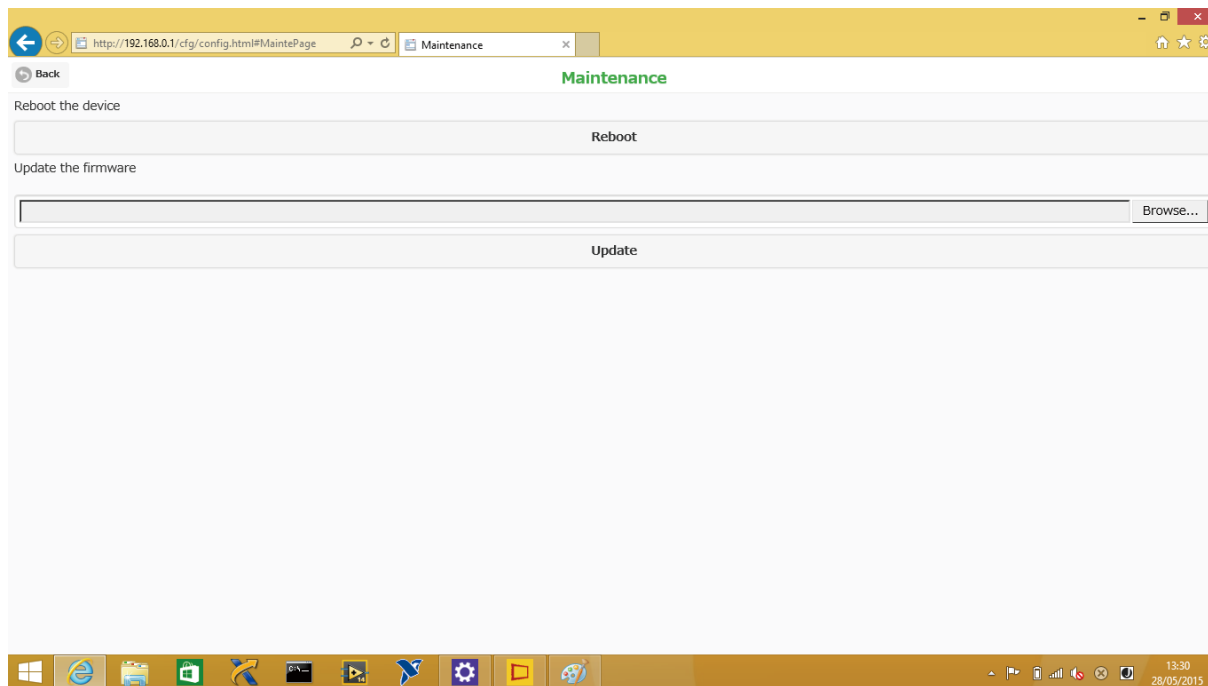 http://192.168.0.1/cfg/config.html#MaintePage
Maintenance
Back
Maintenance
Reboot the device
Reboot
Update the firmware
Browse...
Update
C:\_
14
13:30
28/05/2015